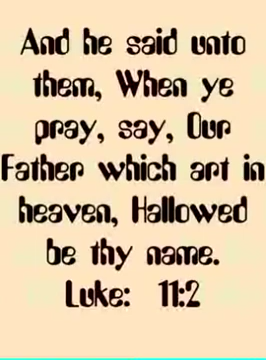 And he said unto
them, When ye
pray, say, Our
Father which art in
heaven, Hallowed
be thy name.
Luke: 11:2